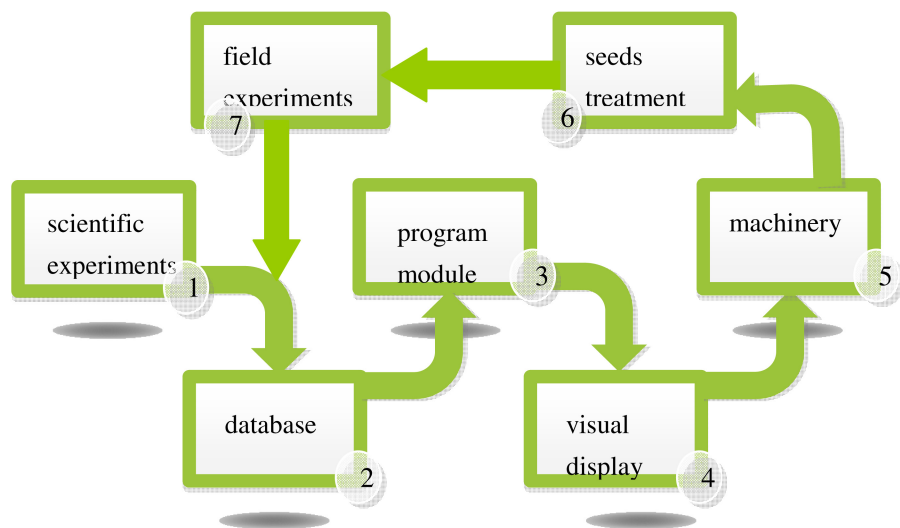 field
experiments
7
seeds
treatment
6
scientific
experiments
1
program
module
3
machinery
5
database
2
visual
display
4